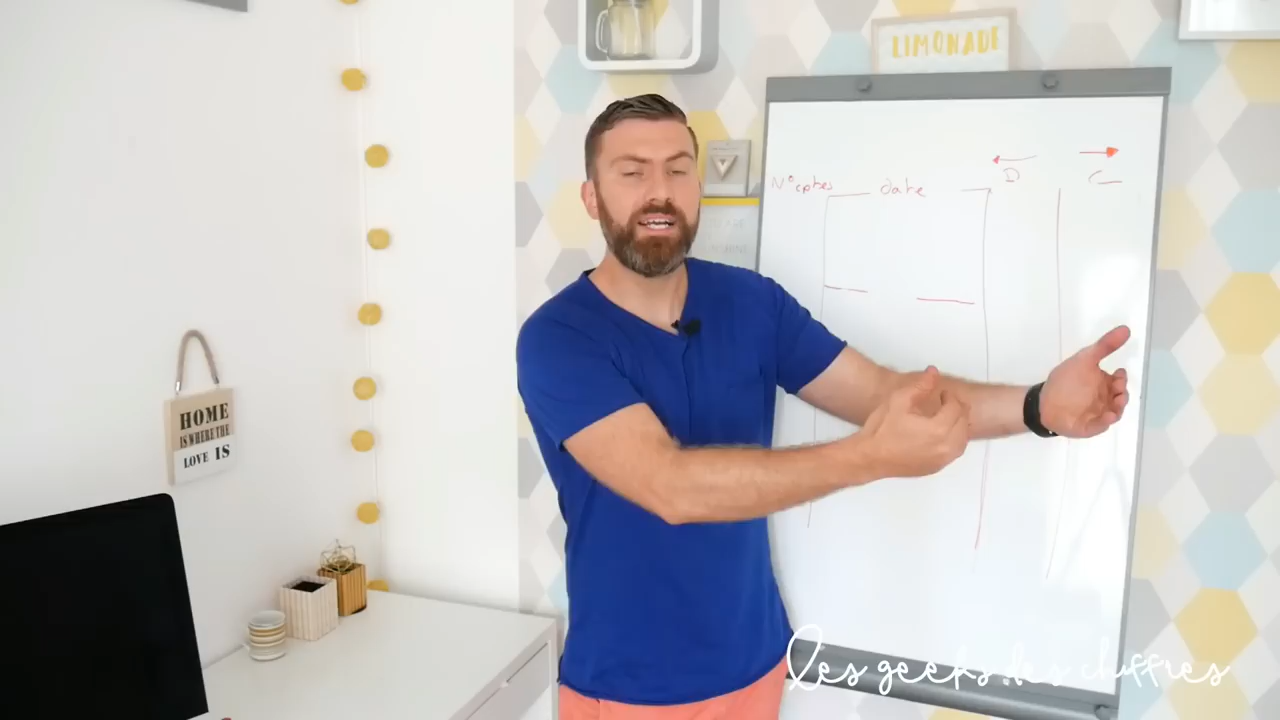 LIMONADE
N° cptes date D C
HOME
IS WHERE THE
LOVE IS
les geeks des chiffres